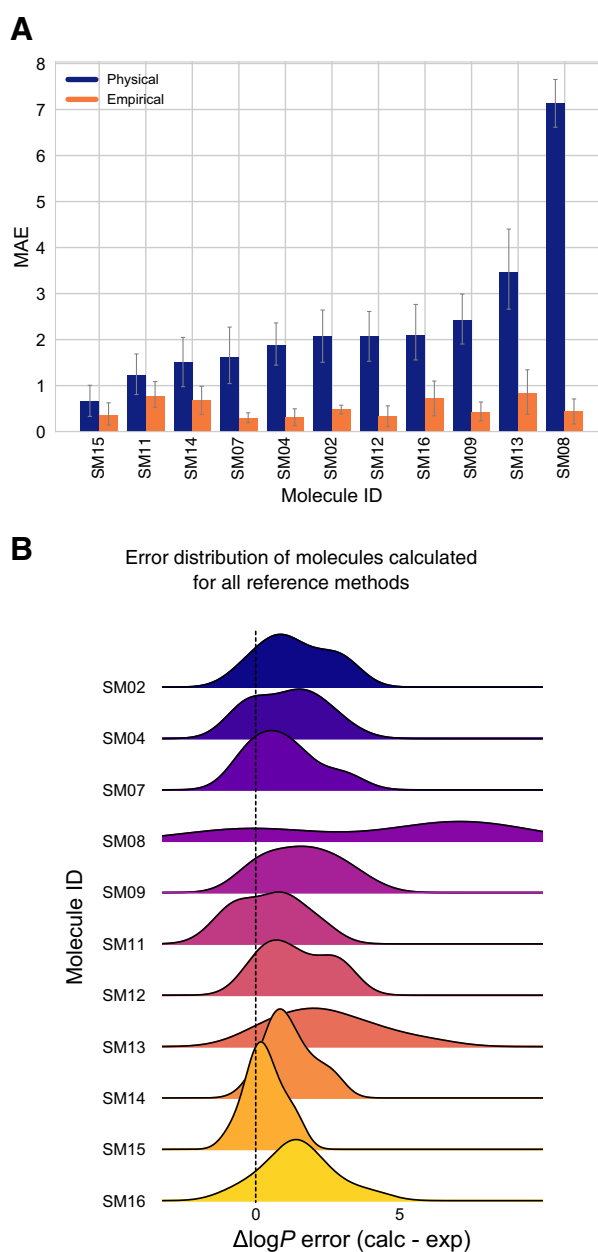 A
8
7
6
5
4
3
2
1
0
MAE
Physical
Empirical
SM15
SM11
SM14
SM07
SM04
SM02
SM12
SM16
SM09
SM13
SM08
Molecule ID
B
Error distribution of molecules calculated
for all reference methods
SM02
SM04
SM07
SM08
SM09
SM11
SM12
SM13
SM14
SM15
SM16
Molecule ID
0 5
ΔlogP error (calc - exp)